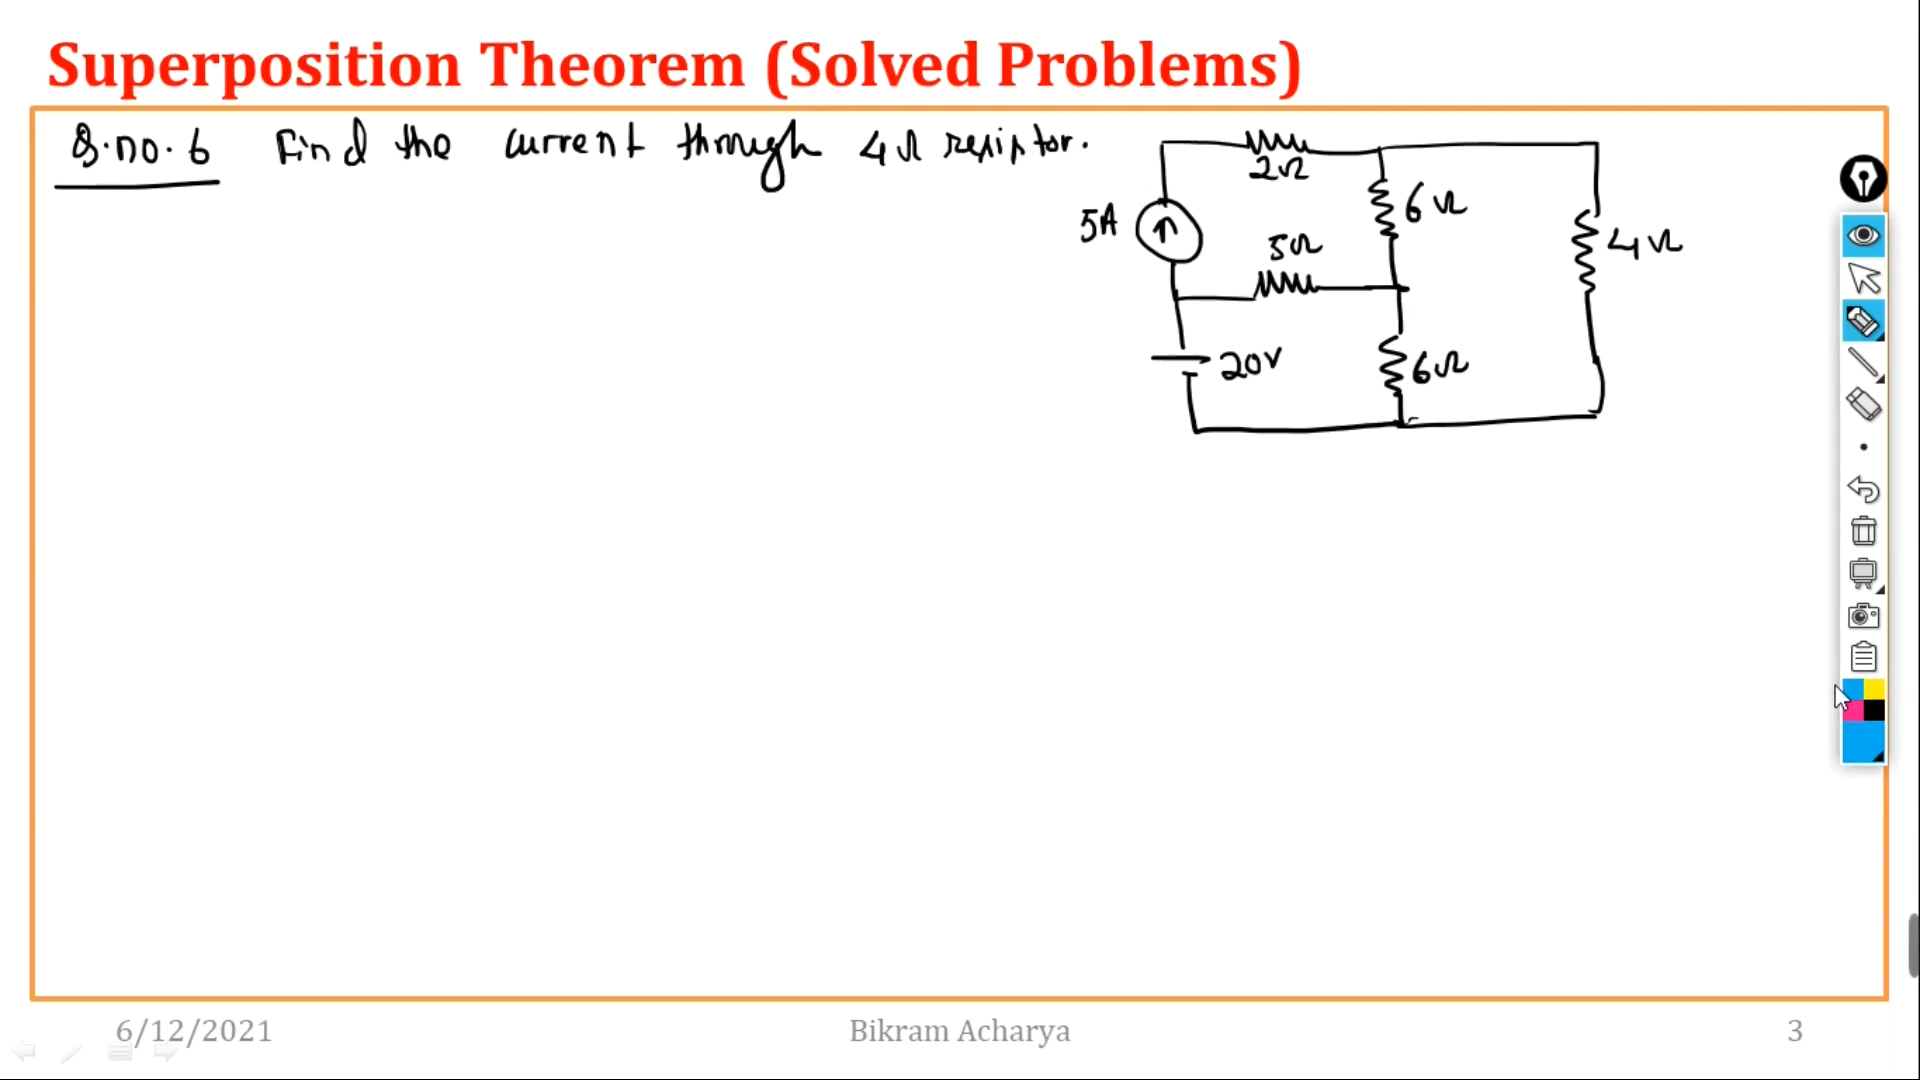 Superposition Theorem (Solved Problems)
Q.no.6 Find the current through 4Ω resistor.
2Ω
5A
6Ω
5Ω
4Ω
20V
6Ω
6/12/2021
Bikram Acharya
3